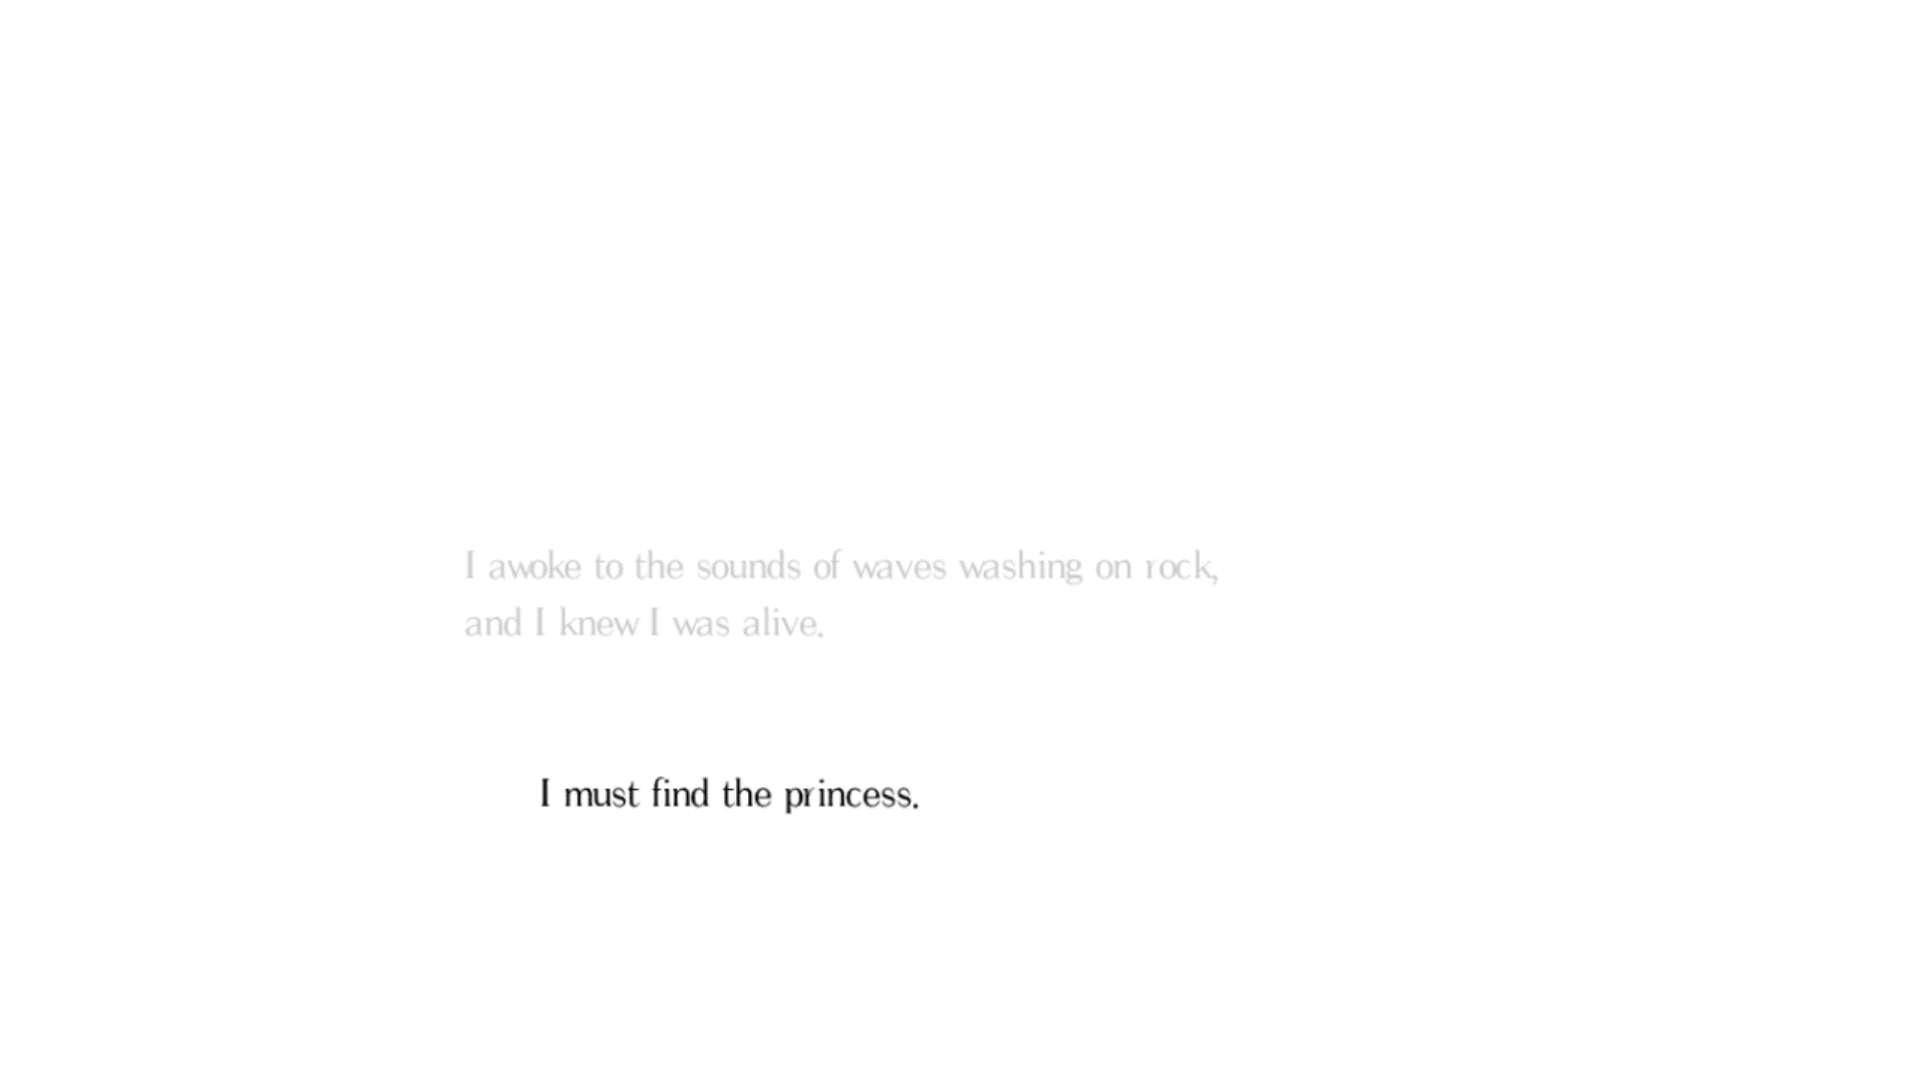 I awoke to the sounds of waves washing on rock,
and I knew I was alive.
I must find the princess.